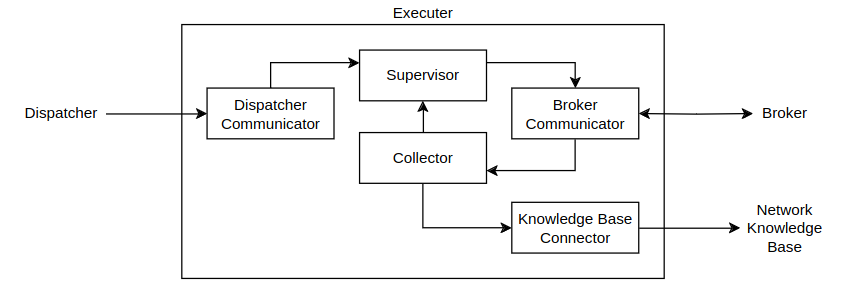 Executer
Supervisor
Dispatcher
Dispatcher
Communicator
Broker
Communicator
Broker
Collector
Knowledge Base
Connector
Network
Knowledge
Base